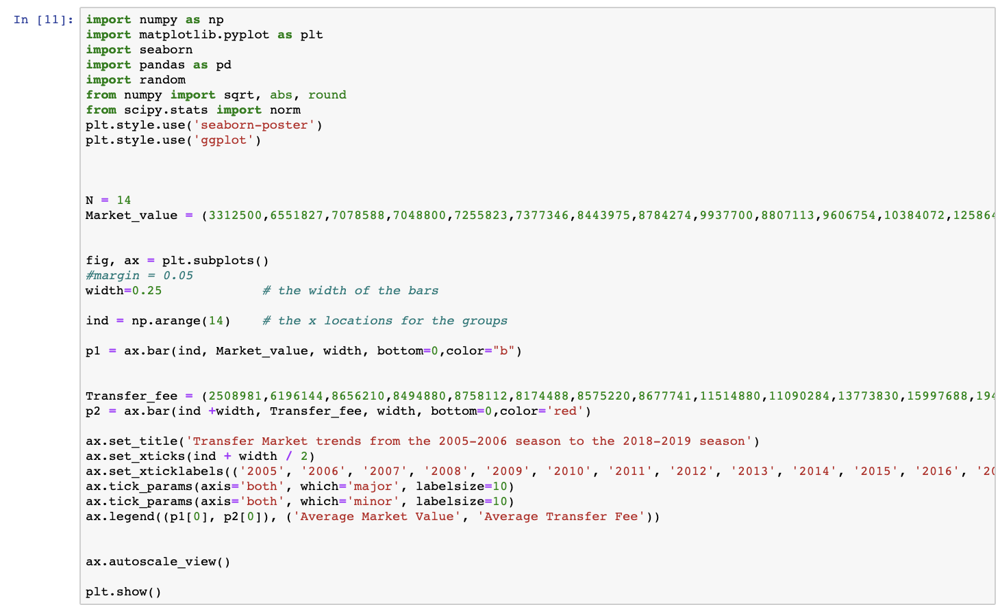 In [11]:
import numpy as np
import matplotlib.pyplot as plt
import seaborn
import pandas as pd
import random
from numpy import sqrt, abs, round
from scipy.stats import norm
plt.style.use('seaborn-poster')
plt.style.use('ggplot')
N = 14
Market_value = (3312500,6551827,7078588,7048800,7255823,7377346,8443975,8784274,9937700,8807113,9606754,10384072,12586
fig, ax = plt.subplots()
#margin = 0.05
width=0.25             # the width of the bars
ind = np.arange(14)    # the x locations for the groups
p1 = ax.bar(ind, Market_value, width, bottom=0,color="b")
Transfer_fee = (2508981,6196144,8656210,8494880,8758112,8174488,8575220,8677741,11514880,11090284,13773830,15997688,19
p2 = ax.bar(ind +width, Transfer_fee, width, bottom=0,color='red')
ax.set_title('Transfer Market trends from the 2005-2006 season to the 2018-2019 season')
ax.set_xticks(ind + width / 2)
ax.set_xticklabels(('2005', '2006', '2007', '2008', '2009', '2010', '2011', '2012', '2013', '2014', '2015', '2016', '2
ax.tick_params(axis='both', which='major', labelsize=10)
ax.tick_params(axis='both', which='minor', labelsize=10)
ax.legend((p1[0], p2[0]), ('Average Market Value', 'Average Transfer Fee'))
ax.autoscale_view()
plt.show()